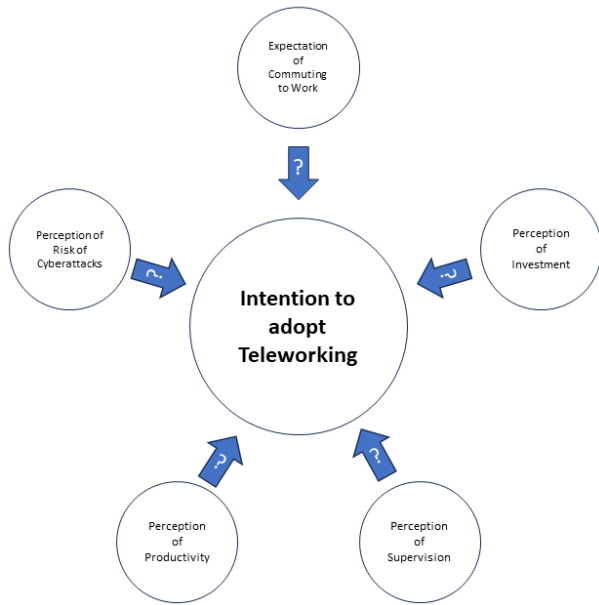 Expectation
of
Commuting
to Work
?
Perception of
Risk of
Cyberattacks
?
Perception
of
Investment
?
Intention to
adopt
Teleworking
?
?
Perception
of
Productivity
Perception
of
Supervision